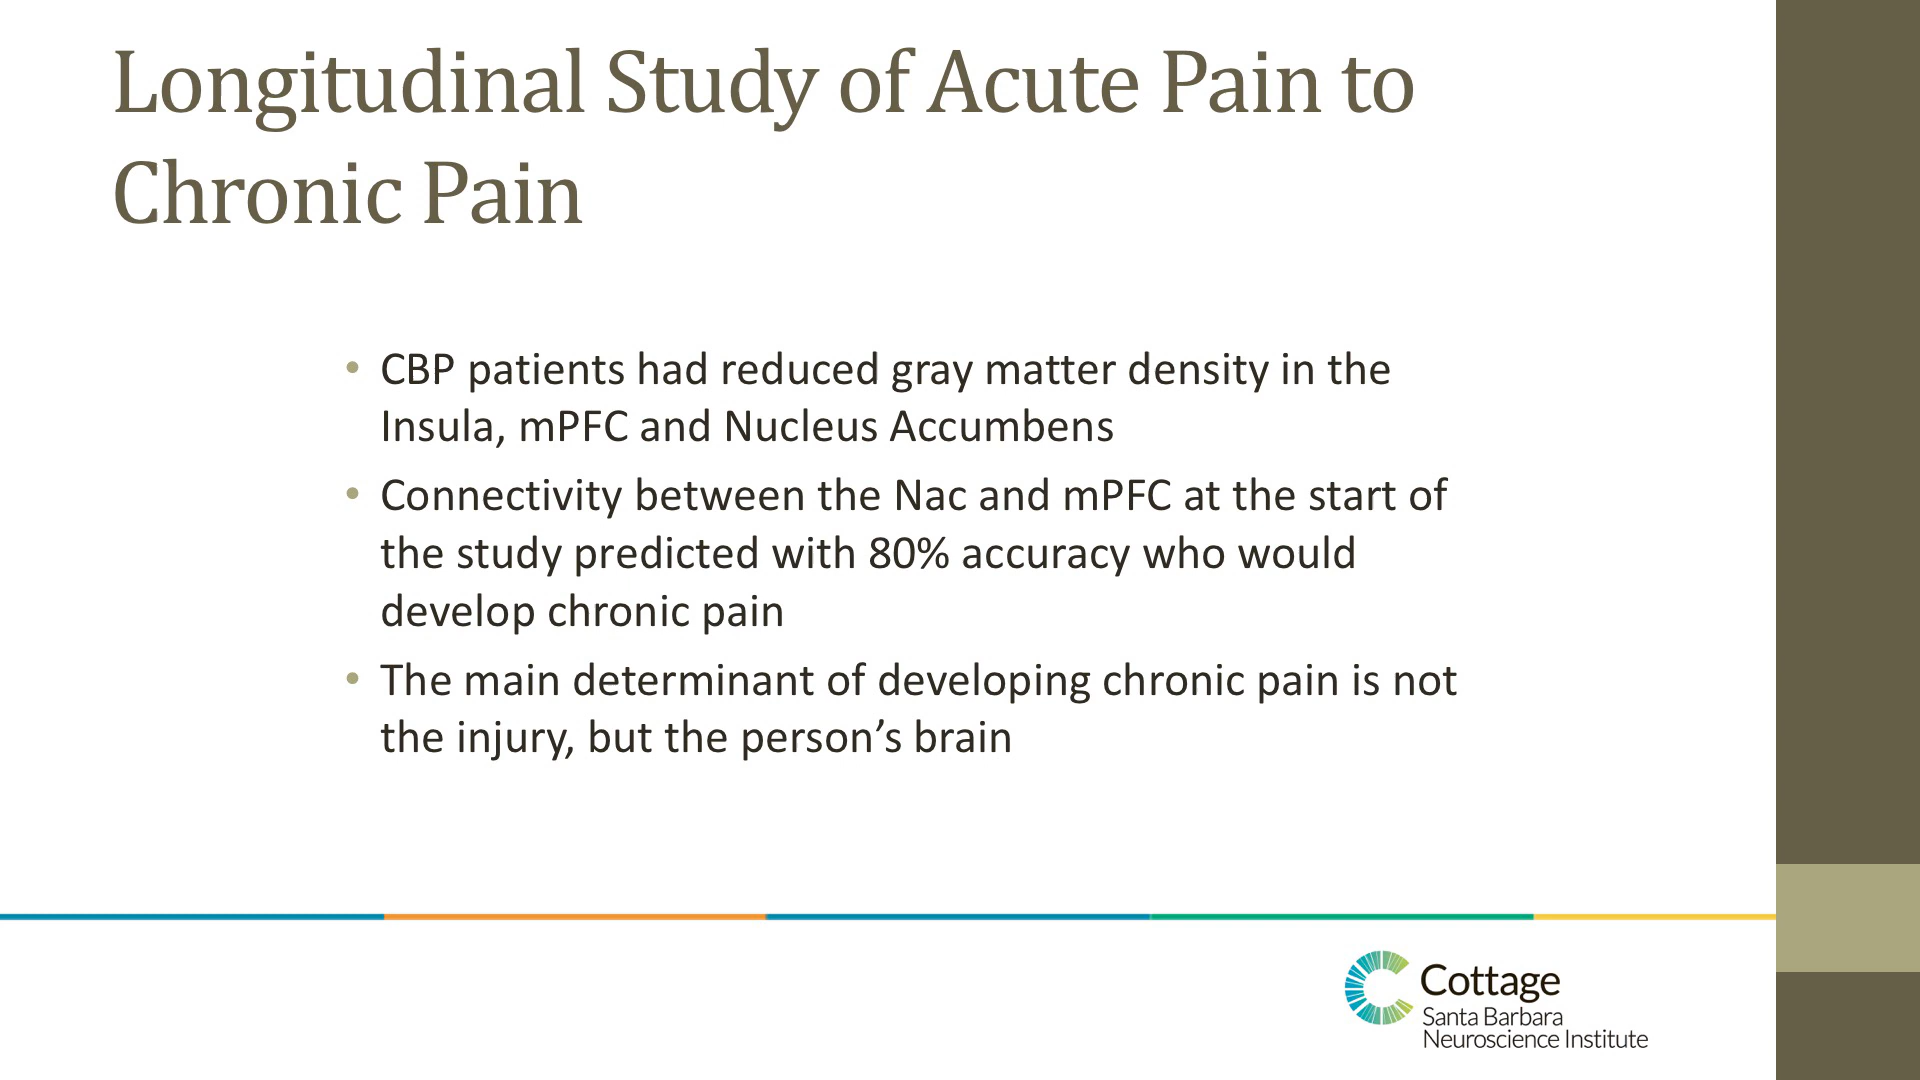 Longitudinal Study of Acute Pain to
Chronic Pain
• CBP patients had reduced gray matter density in the
Insula, mPFC and Nucleus Accumbens
• Connectivity between the Nac and mPFC at the start of
the study predicted with 80% accuracy who would
develop chronic pain
• The main determinant of developing chronic pain is not
the injury, but the person’s brain
Cottage
Santa Barbara
Neuroscience Institute